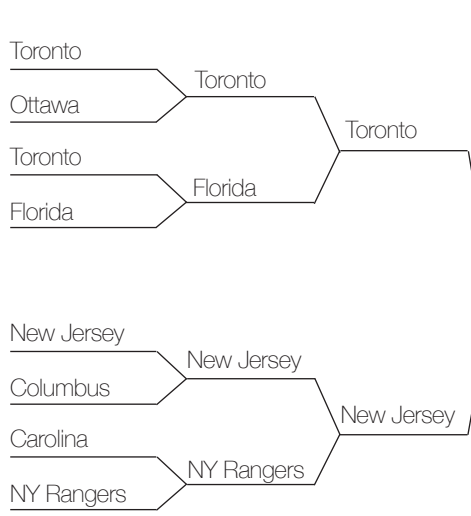 Toronto
Ottawa
Toronto
Toronto
Florida
Florida
Toronto
New Jersey
Columbus
New Jersey
Carolina
NY Rangers
NY Rangers
New Jersey